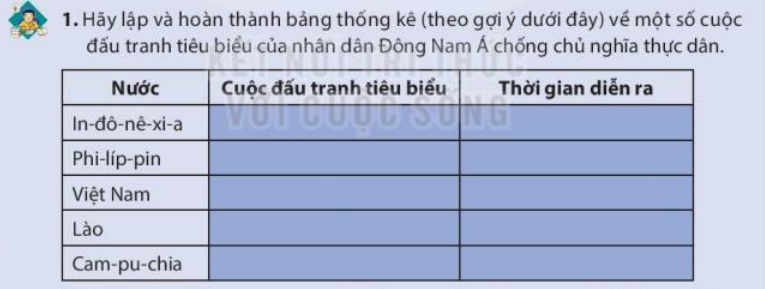 1. Hãy lập và hoàn thành bảng thống kê (theo gợi ý dưới đây) về một số cuộc
đấu tranh tiêu biểu của nhân dân Đông Nam Á chống chủ nghĩa thực dân.
KẾT NỐI TRI THỨC
VỚI CUỘC SỐNG
Nước Cuộc đấu tranh tiêu biểu Thời gian diễn ra
In-đô-nê-xi-a
Phi-líp-pin
Việt Nam
Lào
Cam-pu-chia